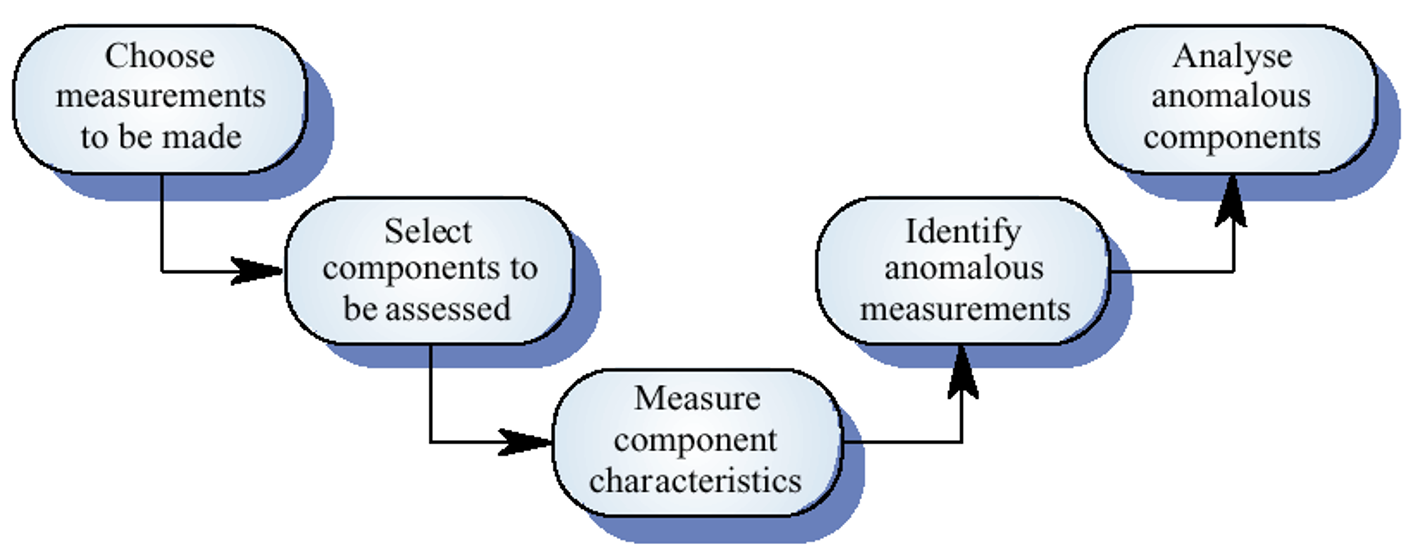 Choose
measurements
to be made
Select
components to
be assessed
Measure
component
characteristics
Identify
anomalous
measurements
Analyse
anomalous
components